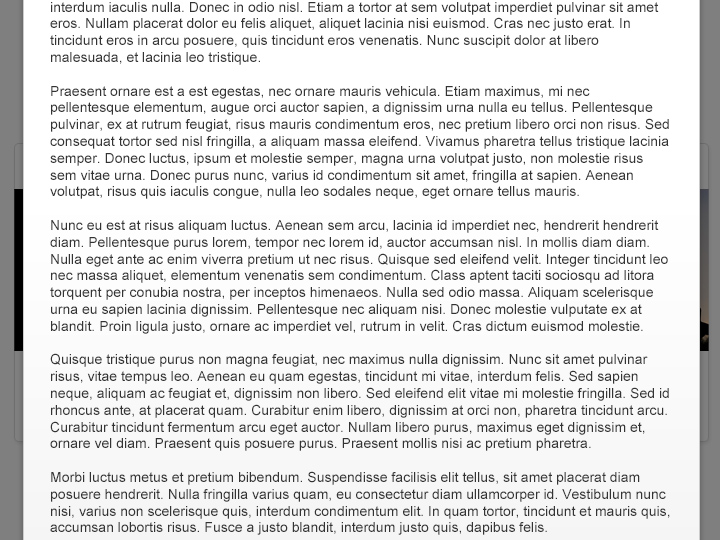 interdum iaculis nulla. Donec in odio nisl. Etiam a tortor at sem volutpat imperdiet pulvinar sit amet
eros. Nullam placerat dolor eu felis aliquet, aliquet lacinia nisi euismod. Cras nec justo erat. In
tincidunt eros in arcu posuere, quis tincidunt eros venenatis. Nunc suscipit dolor at libero
malesuada, et lacinia leo tristique.
Praesent ornare est a est egestas, nec ornare mauris vehicula. Etiam maximus, mi nec
pellentesque elementum, augue orci auctor sapien, a dignissim urna nulla eu tellus. Pellentesque
pulvinar, ex at rutrum feugiat, risus mauris condimentum eros, nec pretium libero orci non risus. Sed
consequat tortor sed nisl fringilla, a aliquam massa eleifend. Vivamus pharetra tellus tristique lacinia
semper. Donec luctus, ipsum et molestie semper, magna urna volutpat justo, non molestie risus
sem vitae urna. Donec purus nunc, varius id condimentum sit amet, fringilla at sapien. Aenean
volutpat, risus quis iaculis congue, nulla leo sodales neque, eget ornare tellus mauris.
Nunc eu est at risus aliquam luctus. Aenean sem arcu, lacinia id imperdiet nec, hendrerit hendrerit
diam. Pellentesque purus lorem, tempor nec lorem id, auctor accumsan nisl. In mollis diam diam.
Nulla eget ante ac enim viverra pretium ut nec risus. Quisque sed eleifend velit. Integer tincidunt leo
nec massa aliquet, elementum venenatis sem condimentum. Class aptent taciti sociosqu ad litora
torquent per conubia nostra, per inceptos himenaeos. Nulla sed odio massa. Aliquam scelerisque
urna eu sapien lacinia dignissim. Pellentesque nec aliquam nisi. Donec molestie vulputate ex at
blandit. Proin ligula justo, ornare ac imperdiet vel, rutrum in velit. Cras dictum euismod molestie.
Quisque tristique purus non magna feugiat, nec maximus nulla dignissim. Nunc sit amet pulvinar
risus, vitae tempus leo. Aenean eu quam egestas, tincidunt mi vitae, interdum felis. Sed sapien
neque, aliquam ac feugiat et, dignissim non libero. Sed eleifend elit vitae mi molestie fringilla. Sed id
rhoncus ante, at placerat quam. Curabitur enim libero, dignissim at orci non, pharetra tincidunt arcu.
Curabitur tincidunt fermentum arcu eget auctor. Nullam libero purus, maximus eget dignissim et,
ornare vel diam. Praesent quis posuere purus. Praesent mollis nisi ac pretium pharetra.
Morbi luctus metus et pretium bibendum. Suspendisse facilisis elit tellus, sit amet placerat diam
posuere hendrerit. Nulla fringilla varius quam, eu consectetur diam ullamcorper id. Vestibulum nunc
nisi, varius non scelerisque quis, interdum condimentum elit. In quam tortor, tincidunt et mauris quis,
accumsan lobortis risus. Fusce a justo blandit, interdum justo quis, dapibus felis.